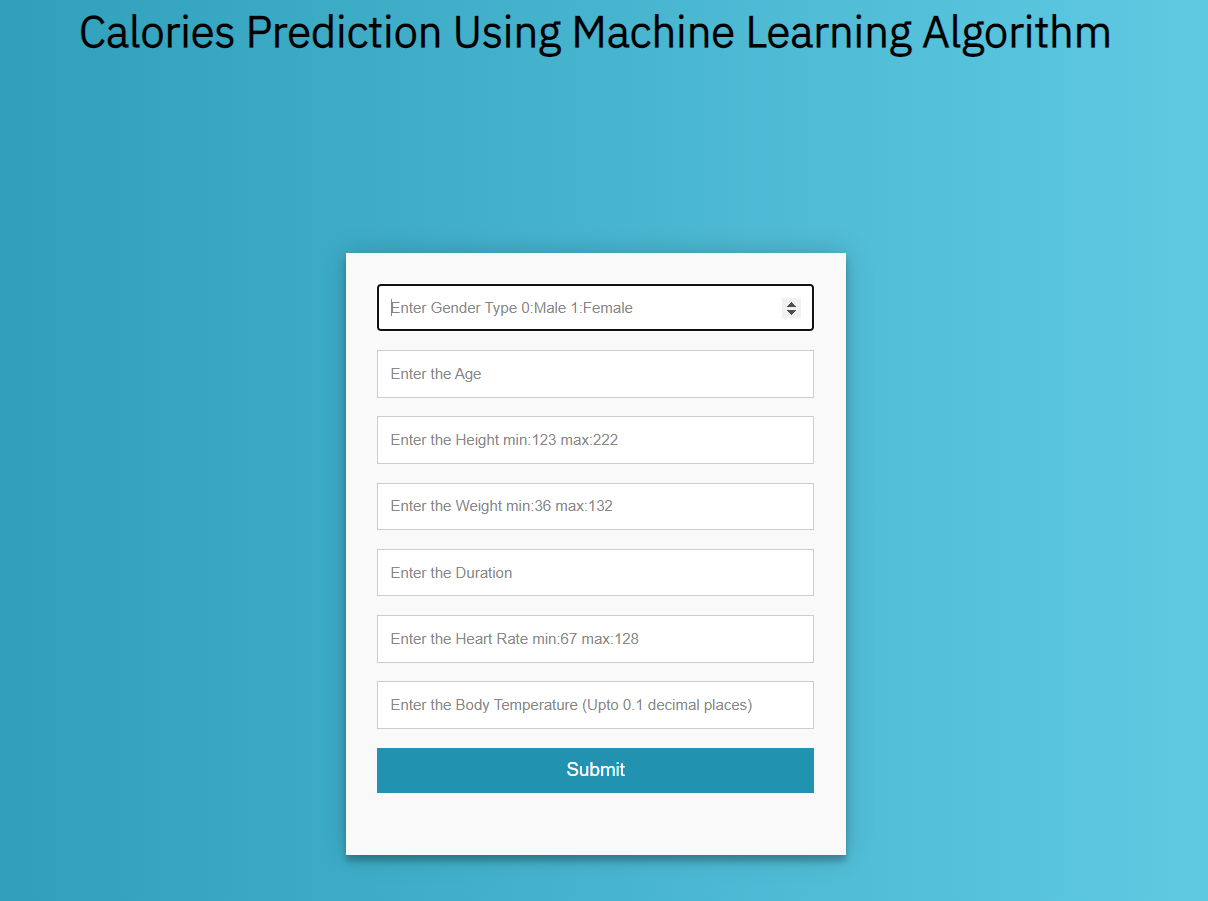 Calories Prediction Using Machine Learning Algorithm
Enter Gender Type 0:Male 1:Female
Enter the Age
Enter the Height min:123 max:222
Enter the Weight min:36 max:132
Enter the Duration
Enter the Heart Rate min:67 max:128
Enter the Body Temperature (Upto 0.1 decimal places)
Submit